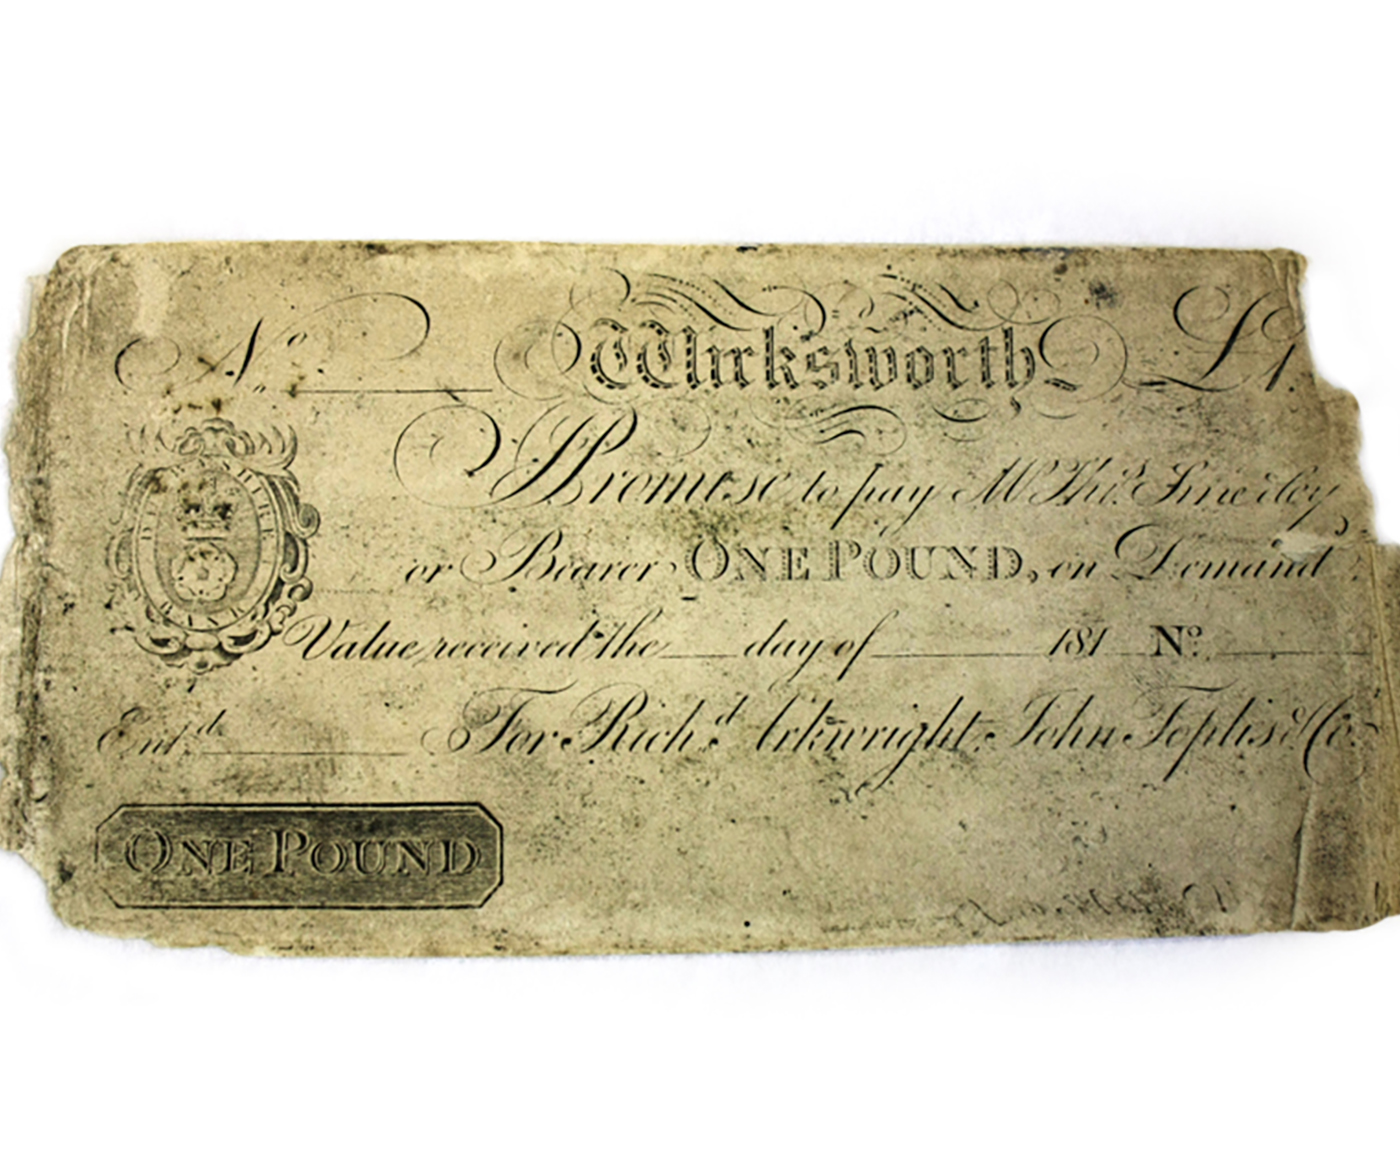 No. Wirksworth £1.
I Promise to pay Mr. Thos.
or Bearer ONE POUND, on Demand
Value received the day of 181 No.
Entd. For Richd. Arkwright, John Toplis & Co.
ONE POUND